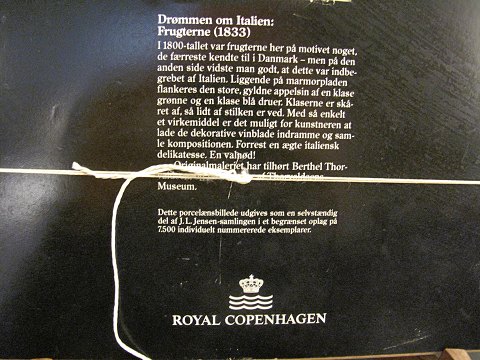 Drømmen om Italien:
Frugterne (1833)
I 1800-tallet var frugterne her på motivet noget,
de færreste kendte til i Danmark – men på den
anden side vidste man godt, at dette var indbe-
grebet af Italien. Liggende på marmorpladen
flankeres den store, gyldne appelsin af en klase
grønne og en klase blå druer. Klaserne er skå-
ret af, så lidt af stilken er ved. Med så enkelt
et virkemiddel er det muligt for kunstneren at
lade de dekorative vinblade indramme og sam-
le kompositionen. Forrest en ægte italiensk
delikatesse. En valnød!
Originalmaleriet har tilhørt Berthel Thor-
af Thorvaldsens
Museum.
Dette porcelænsbillede udgives som en selvstændig
del af J.L. Jensen-samlingen i et begrænset oplag på
7.500 individuelt nummererede eksemplarer.
ROYAL COPENHAGEN